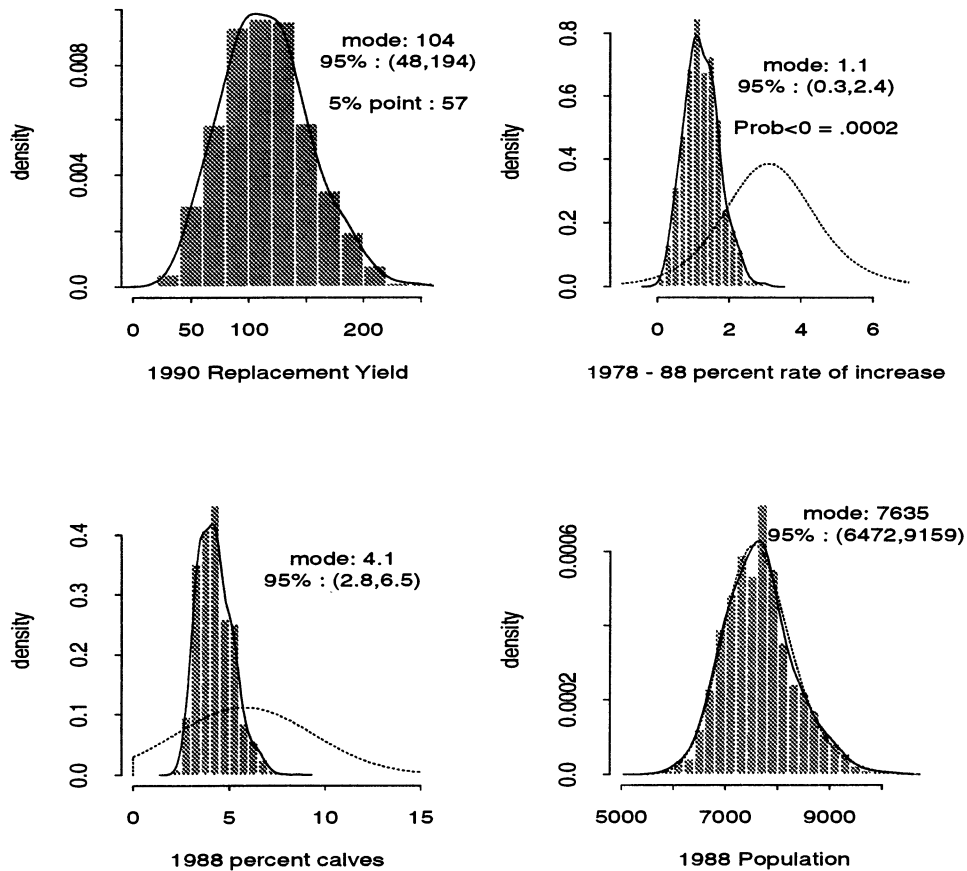 mode: 104
95% : (48,194)
5% point : 57
density
0.0
0.004
0.008
0
50
100
200
1990 Replacement Yield
mode: 1.1
95% : (0.3,2.4)
Prob<0 = .0002
density
0.0
0.2
0.4
0.6
0.8
0
2
4
6
1978 - 88 percent rate of increase
mode: 4.1
95% : (2.8,6.5)
density
0.0
0.1
0.2
0.3
0.4
0
5
10
15
1988 percent calves
mode: 7635
95% : (6472,9159)
density
0.0
0.0002
0.0006
5000
7000
9000
1988 Population